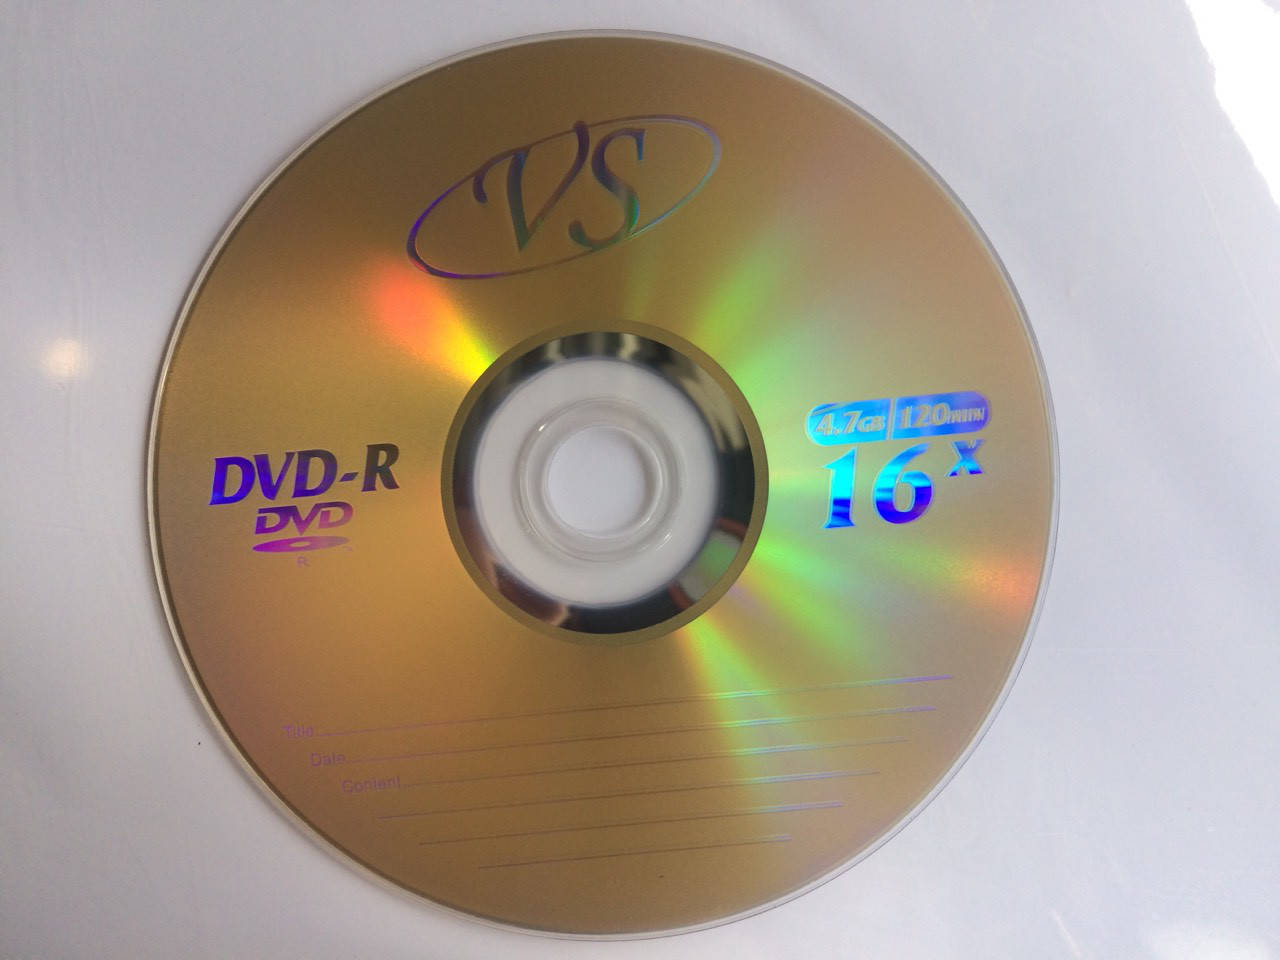 VS
4.7GB 120MIN
16X
DVD-R
DVD
R
Title
Date
Content